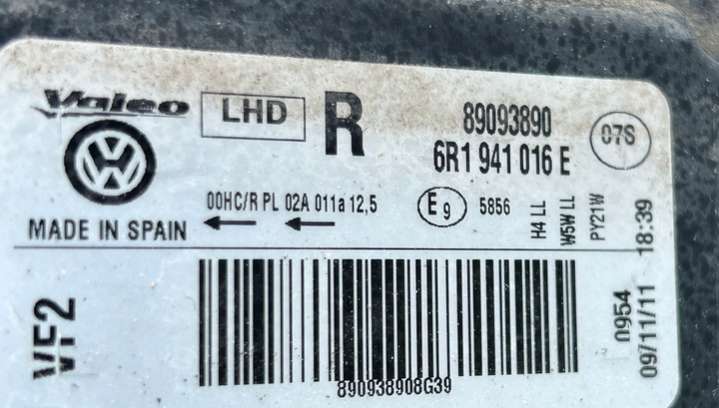 Valeo
LHD
R
89093890
6R1 941 016 E
07S
MADE IN SPAIN
00HC/R PL 02A 011a 12,5
E9
5856
H4 LL
W5W LL
PY21W
18:39
VF2
0954
09/11/11
890938908G39